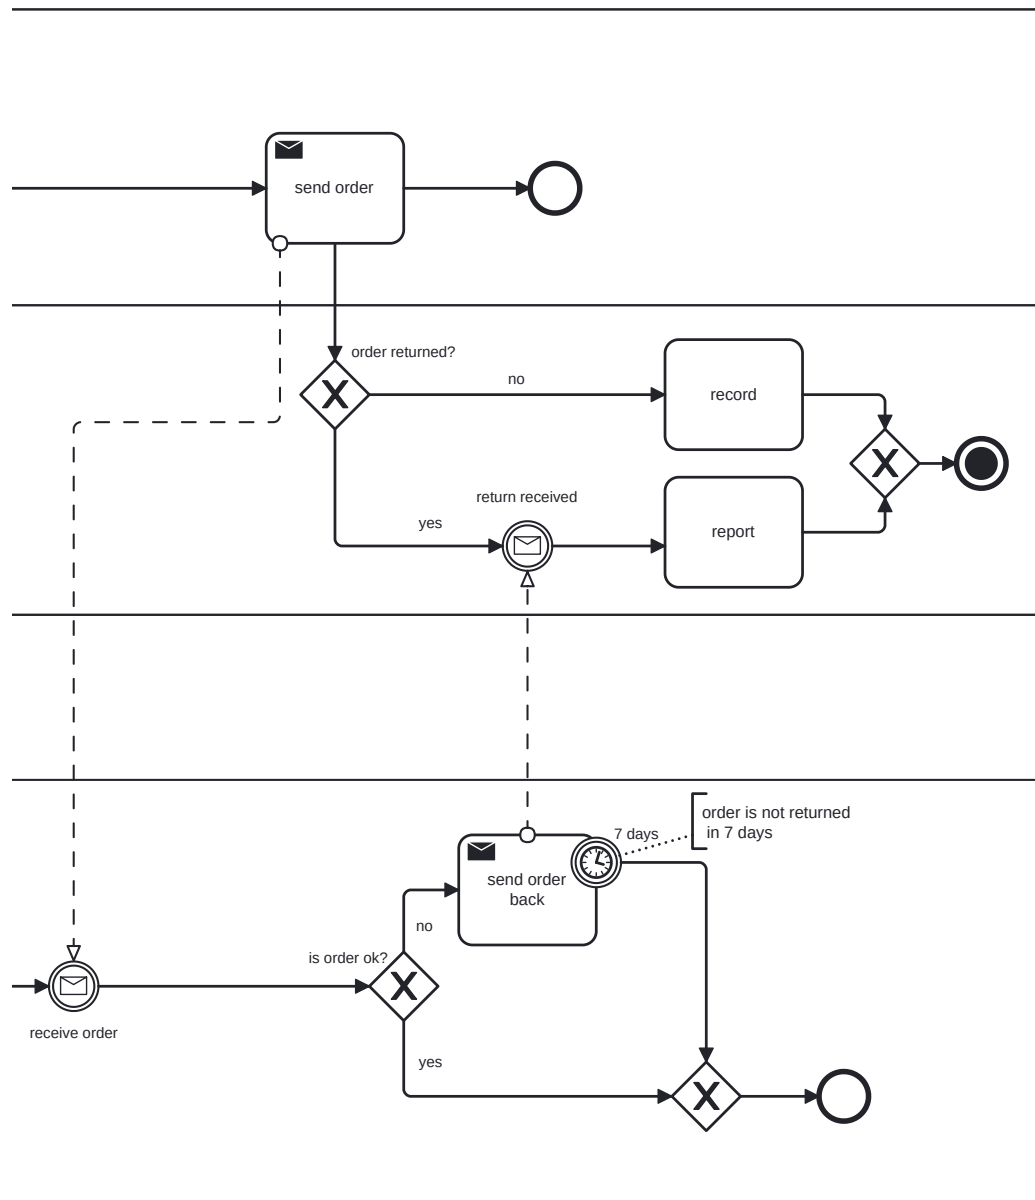 send order
order returned?
no
record
return received
yes
report
order is not returned
in 7 days
7 days
send order
back
no
is order ok?
receive order
yes